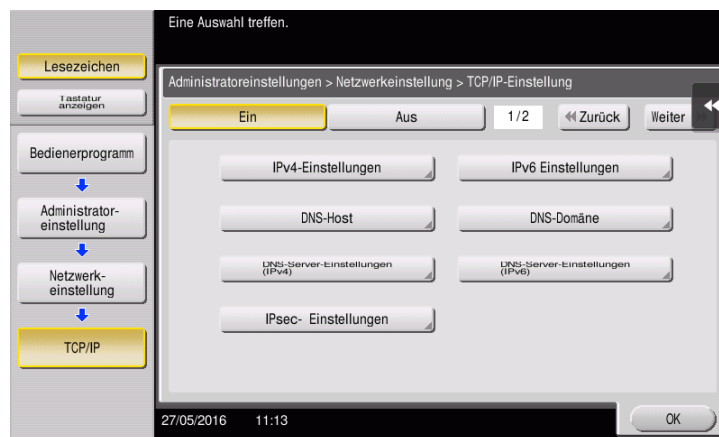 Eine Auswahl treffen.
Lesezeichen
Tastatur
anzeigen
Bedienerprogramm
Administrator-
einstellung
Netzwerk-
einstellung
TCP/IP
Administratoreinstellungen > Netzwerkeinstellung > TCP/IP-Einstellung
Ein Aus 1/2 Zurück Weiter
IPv4-Einstellungen IPv6 Einstellungen
DNS-Host DNS-Domäne
DNS-Server-Einstellungen
(IPv4)
DNS-Server-Einstellungen
(IPv6)
IPsec- Einstellungen
27/05/2016 11:13 OK